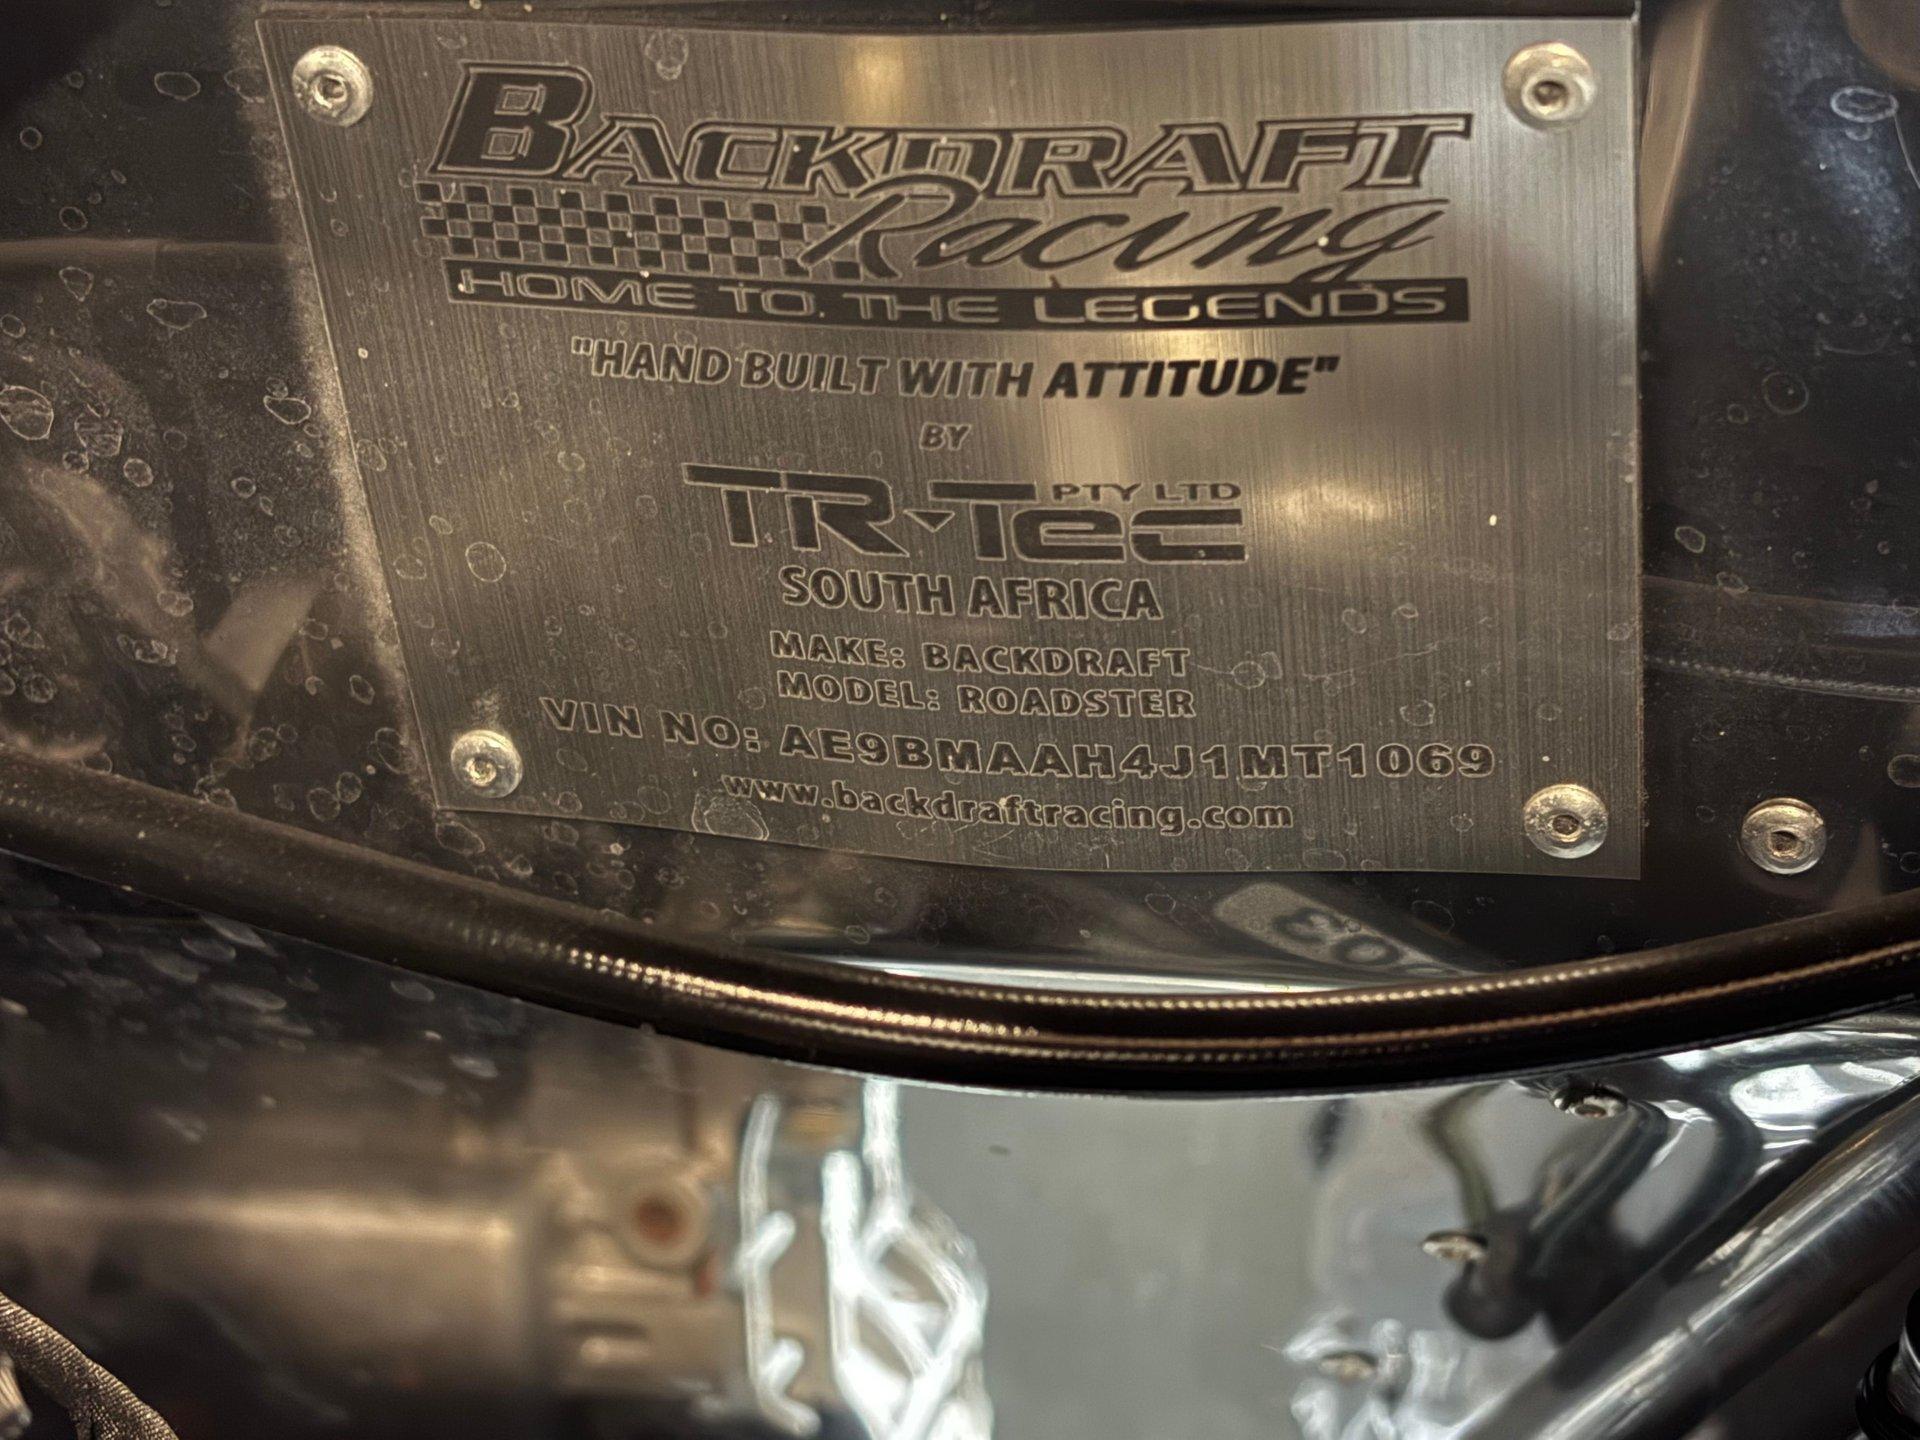 BACKDRAFT
Racing
HOME TO THE LEGENDS
"HAND BUILT WITH ATTITUDE"
BY
TR-Tec PTY LTD
SOUTH AFRICA
MAKE: BACKDRAFT
MODEL: ROADSTER
VIN NO: AE9BMAAH4J1MT1069
www.backdraftracing.com